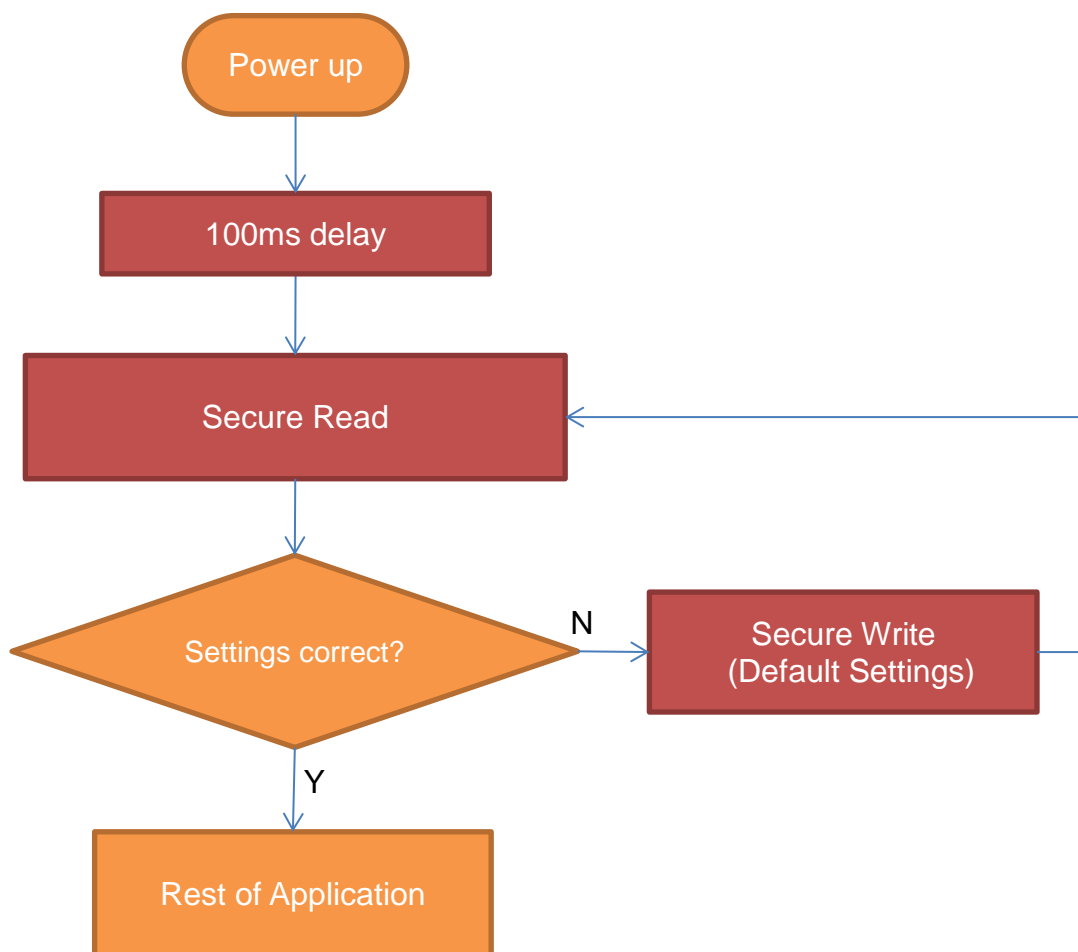 Power up
100ms delay
Secure Read
Settings correct?
N
Secure Write
(Default Settings)
Y
Rest of Application